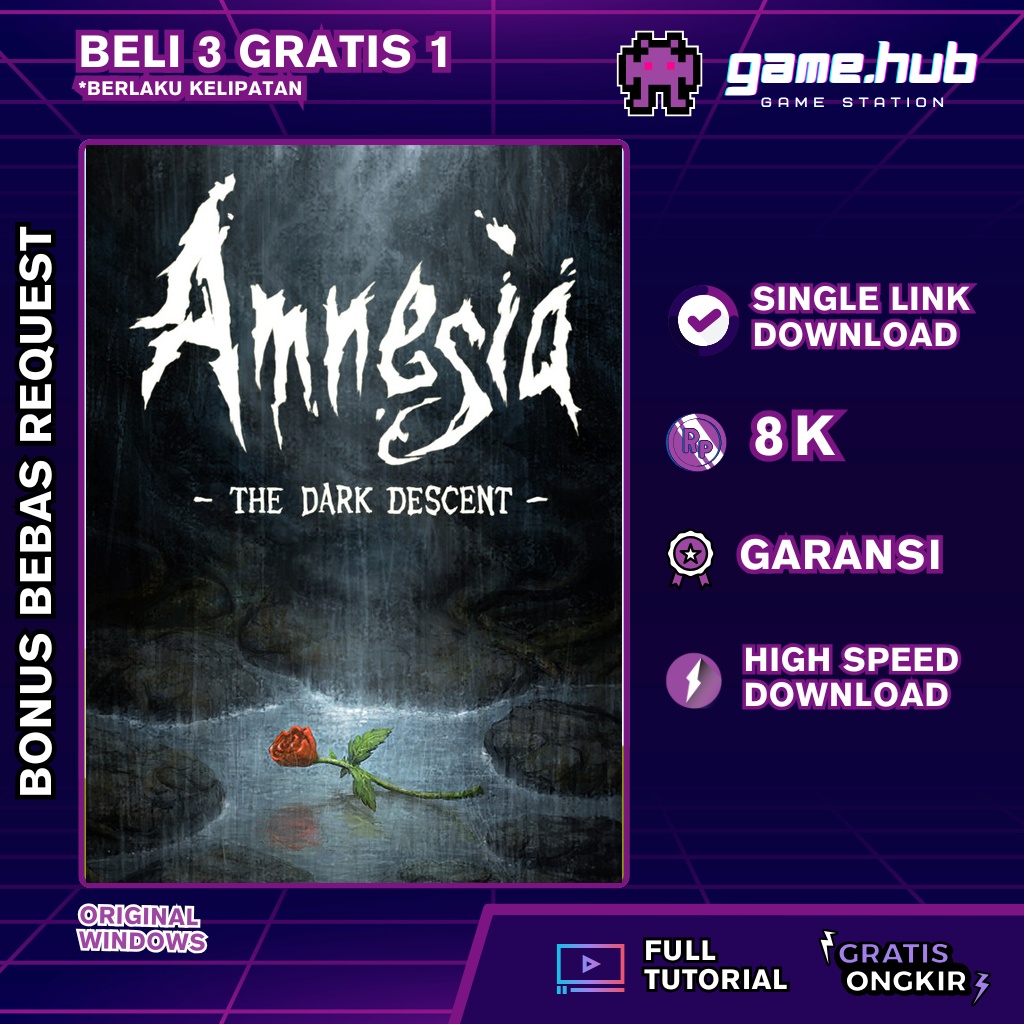 BELI 3 GRATIS 1
*BERLAKU KELIPATAN
game.hub
GAME STATION
BONUS BEBAS REQUEST
Amnesia
- THE DARK DESCENT -
SINGLE LINK
DOWNLOAD
Rp
8K
GARANSI
HIGH SPEED
DOWNLOAD
ORIGINAL
WINDOWS
FULL
TUTORIAL
GRATIS
ONGKIR